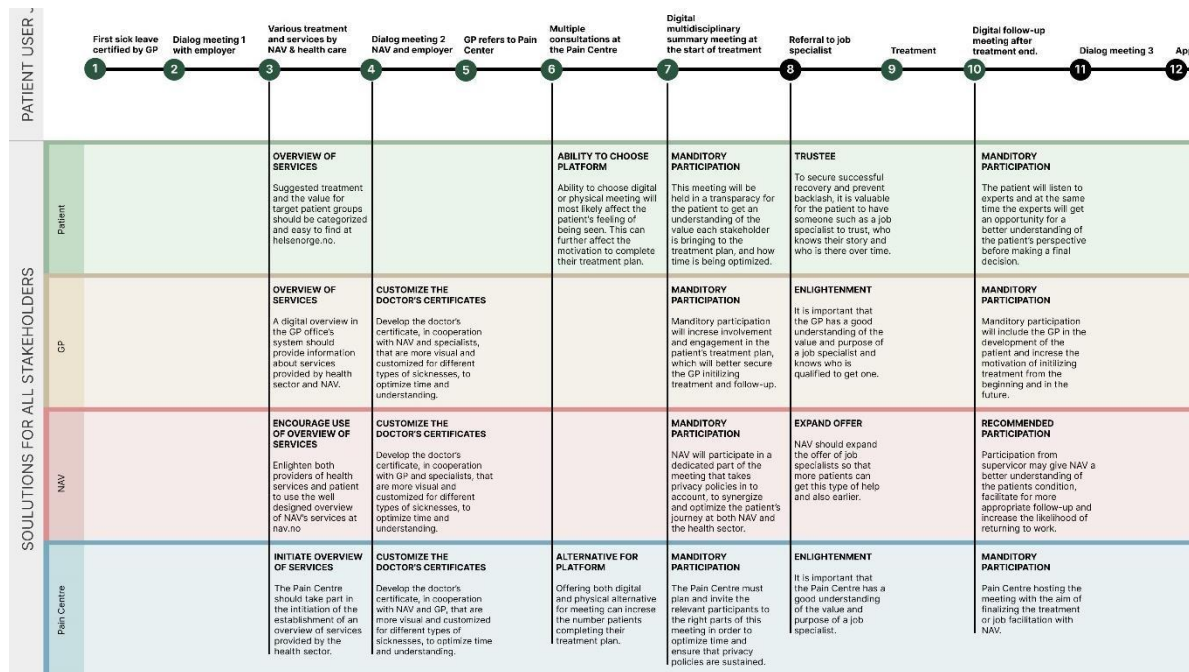 PATIENT USER J
First sick leave
certified by GP
Dialog meeting 1
with employer
Various treatment
and services by
NAV & health care
Dialog meeting 2
NAV and employer
GP refers to Pain
Center
Multiple
consultations at
the Pain Centre
Digital
multidisciplinary
summary meeting at
the start of treatment
Referral to job
specialist
Treatment
Digital follow-up
meeting after
treatment end.
Dialog meeting 3
1
2
3
4
5
6
7
8
9
10
11
12
SOULUTIONS FOR ALL STAKEHOLDERS
Patient
OVERVIEW OF
SERVICES
Suggested treatment
and the value for
target patient groups
should be categorized
and easy to find at
helsenorge.no.
ABILITY TO CHOOSE
PLATFORM
Ability to choose digital
or physical meeting will
most likely affect the
patient's feeling of
being seen. This can
further affect the
motivation to complete
their treatment plan.
MANDITORY
PARTICIPATION
This meeting will be
held in a transparancy for
the patient to get an
understanding of the
value each stakeholder
is bringing to the
treatment plan, and how
time is being optimized.
TRUSTEE
To secure successful
recovery and prevent
backlash, it is valuable
for the patient to have
someone such as a job
specialist to trust, who
knows their story and
who is there over time.
MANDITORY
PARTICIPATION
The patient will listen to
experts and at the same
time the experts will get
an opportunity for a
better understanding of
the patient's perspective
before making a final
decision.
GP
OVERVIEW OF
SERVICES
A digital overview in
the GP office's
system should
provide information
about services
provided by health
sector and NAV.
CUSTOMIZE THE
DOCTOR'S CERTIFICATES
Develop the doctor's
certificate, in cooperation
with NAV and specialists,
that are more visual and
customized for different
types of sicknesses, to
optimize time and
understanding.
MANDITORY
PARTICIPATION
Manditory participation
will increse involvement
and engagement in the
patient's treatment plan,
which will better secure
the GP initilizing
treatment and follow-up.
ENLIGHTENMENT
It is important that
the GP has a good
understanding of the
value and purpose of
a job specialist and
knows who is
qualified to get one.
MANDITORY
PARTICIPATION
Manditory participation
will include the GP in the
development of the
patient and increse the
motivation of initilizing
treatment from the
beginning and in the
future.
NAV
ENCOURAGE USE
OF OVERVIEW OF
SERVICES
Enlighten both
providers of health
services and patient
to use the well
designed overview
of NAV's services at
nav.no
CUSTOMIZE THE
DOCTOR'S CERTIFICATES
Develop the doctor's
certificate, in cooperation
with GP and specialists, that
are more visual and
customized for different
types of sicknesses, to
optimize time and
understanding.
MANDITORY
PARTICIPATION
NAV will participate in a
dedicated part of the
meeting that takes
privacy policies in to
account, to synergize
and optimize the patient's
journey at both NAV and
the health sector.
EXPAND OFFER
NAV should expand
the offer of job
specialists so that
more patients can
get this type of help
and also earlier.
RECOMMENDED
PARTICIPATION
Participation from
supervicor may give NAV a
better understanding of
the patients condition,
facilitate for more
appropriate follow-up and
increase the likelihood of
returning to work.
Pain Centre
INITIATE OVERVIEW
OF SERVICES
The Pain Centre
should take part in
the intitiation of the
establishment of an
overview of services
provided by the
health sector.
CUSTOMIZE THE
DOCTOR'S CERTIFICATES
Develop the doctor's
certificate, in cooperation
with NAV and GP, that are
more visual and customized
for different types of
sicknesses, to optimize time
and understanding.
ALTERNATIVE FOR
PLATFORM
Offering both digital
and physical alternative
for meeting can increse
the number patients
completing their
treatment plan.
MANDITORY
PARTICIPATION
The Pain Centre must
plan and invite the
relevant participants to
the right parts of this
meeting in order to
optimize time and
ensure that privacy
policies are sustained.
ENLIGHTENMENT
It is important that
the Pain Centre has a
good understanding
of the value and
purpose of a job
specialist.
MANDITORY
PARTICIPATION
Pain Centre hosting the
meeting with the aim of
finalizing the treatment
or job facilitation with
NAV.